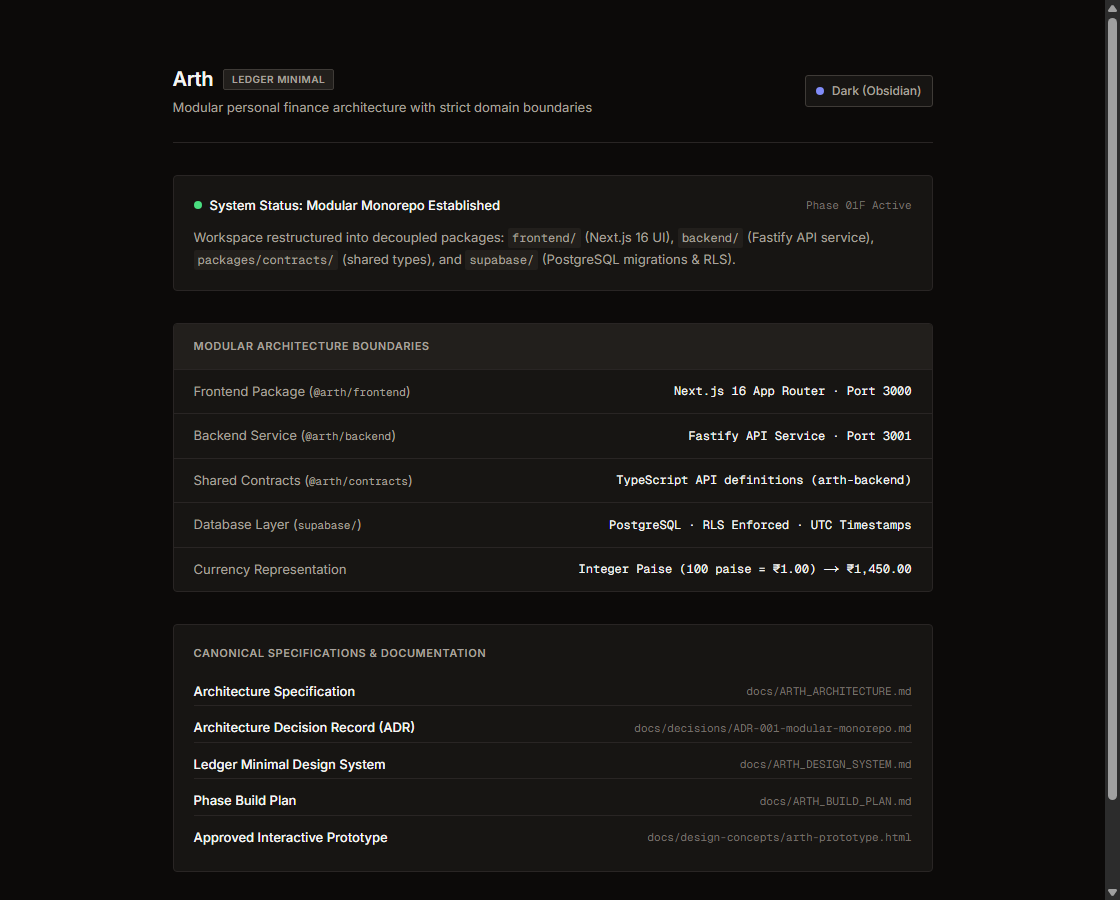 Arth LEDGER MINIMAL
Modular personal finance architecture with strict domain boundaries
Dark (Obsidian)
System Status: Modular Monorepo Established
Phase 01F Active
Workspace restructured into decoupled packages: frontend/ (Next.js 16 UI), backend/ (Fastify API service),
packages/contracts/ (shared types), and supabase/ (PostgreSQL migrations & RLS).
MODULAR ARCHITECTURE BOUNDARIES
Frontend Package (@arth/frontend) Next.js 16 App Router · Port 3000
Backend Service (@arth/backend) Fastify API Service · Port 3001
Shared Contracts (@arth/contracts) TypeScript API definitions (arth-backend)
Database Layer (supabase/) PostgreSQL · RLS Enforced · UTC Timestamps
Currency Representation Integer Paise (100 paise = ₹1.00) → ₹1,450.00
CANONICAL SPECIFICATIONS & DOCUMENTATION
Architecture Specification docs/ARTH_ARCHITECTURE.md
Architecture Decision Record (ADR) docs/decisions/ADR-001-modular-monorepo.md
Ledger Minimal Design System docs/ARTH_DESIGN_SYSTEM.md
Phase Build Plan docs/ARTH_BUILD_PLAN.md
Approved Interactive Prototype docs/design-concepts/arth-prototype.html